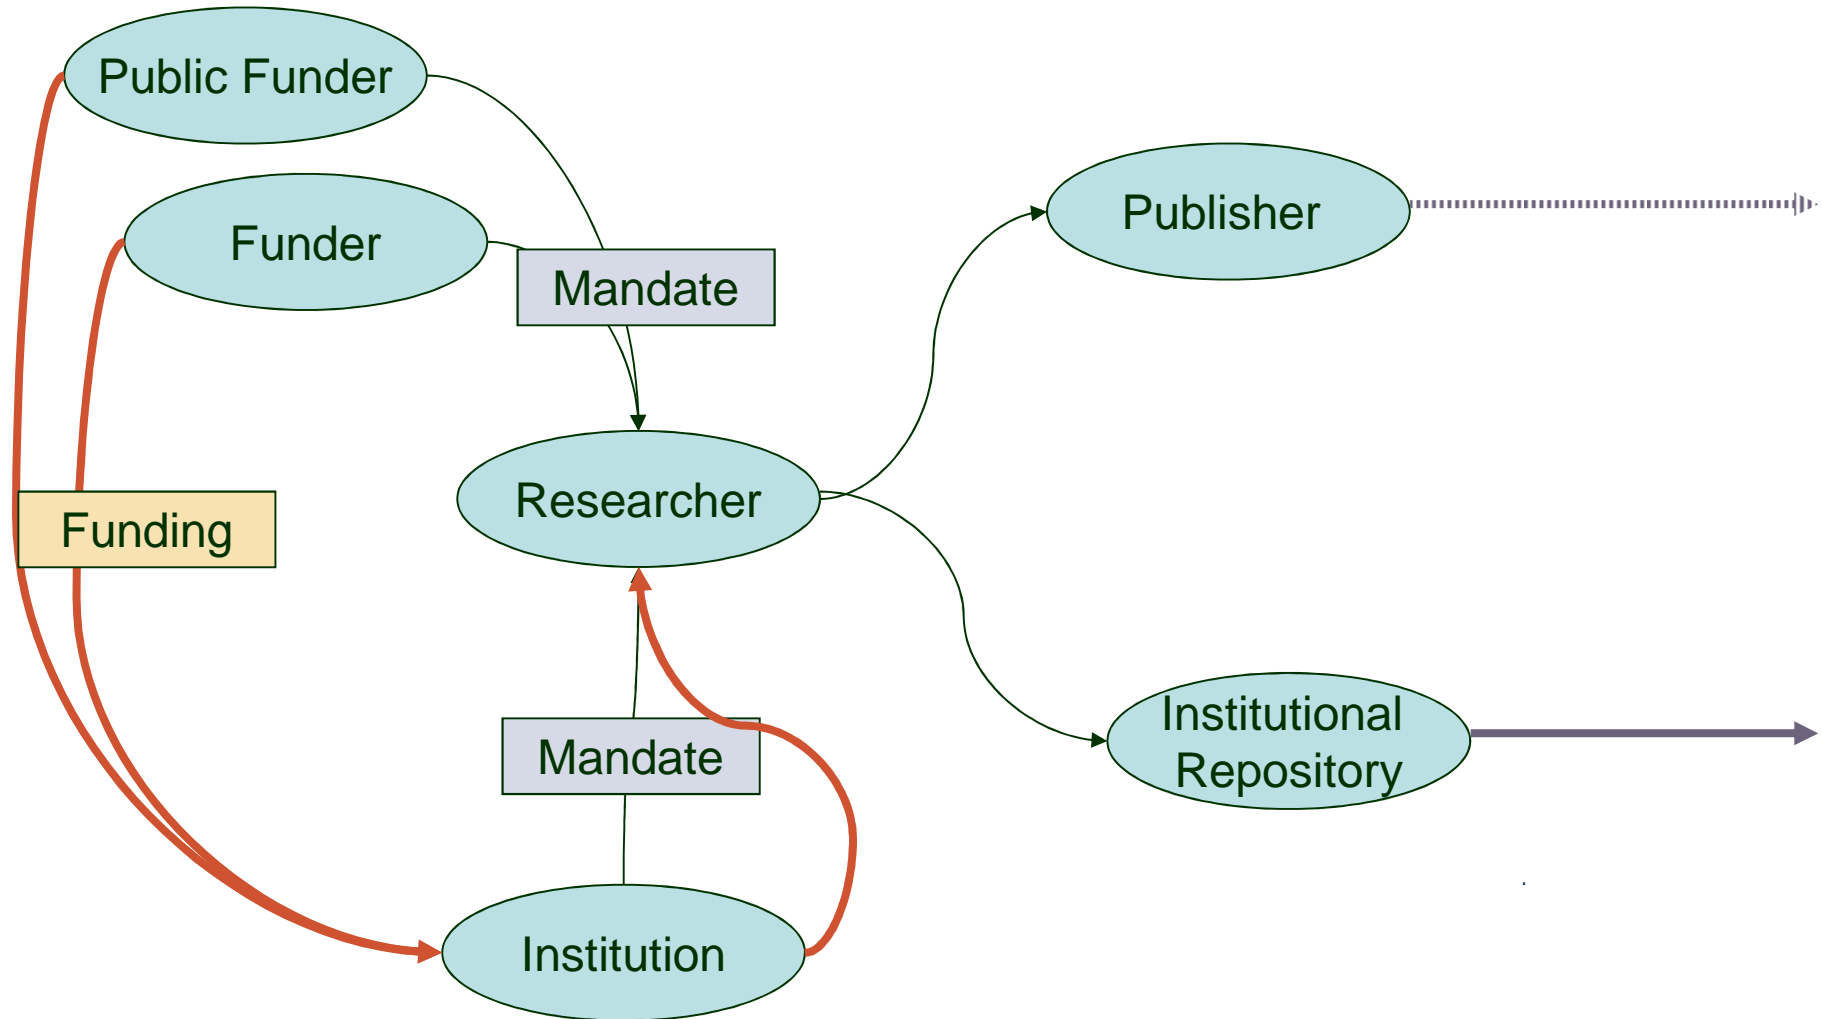 Public Funder
Funder
Mandate
Publisher
Researcher
Funding
Institutional
Repository
Mandate
Institution